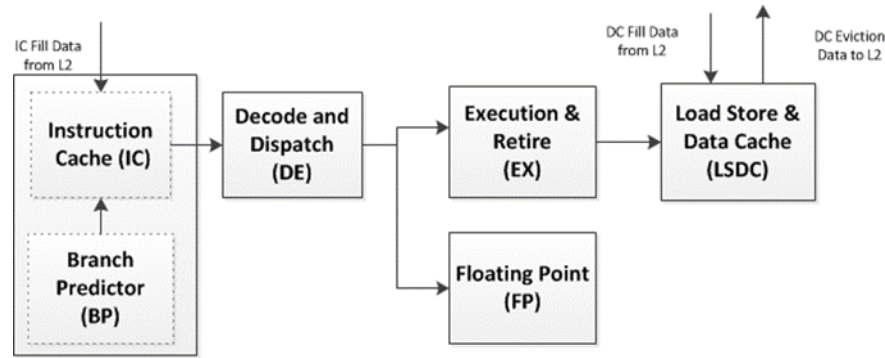 IC Fill Data
from L2
Instruction
Cache (IC)
Branch
Predictor
(BP)
Decode and
Dispatch
(DE)
Execution &
Retire
(EX)
Floating Point
(FP)
DC Fill Data
from L2
DC Eviction
Data to L2
Load Store &
Data Cache
(LSDC)